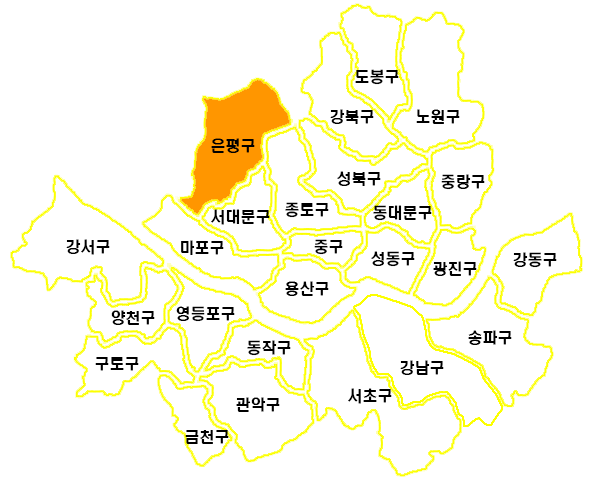 도봉구
강북구
노원구
은평구
성북구
중랑구
서대문구
종토구
동대문구
강서구
마포구
중구
성동구
광진구
강동구
용산구
양천구
영등포구
송파구
구토구
동작구
강남구
서초구
관악구
금천구